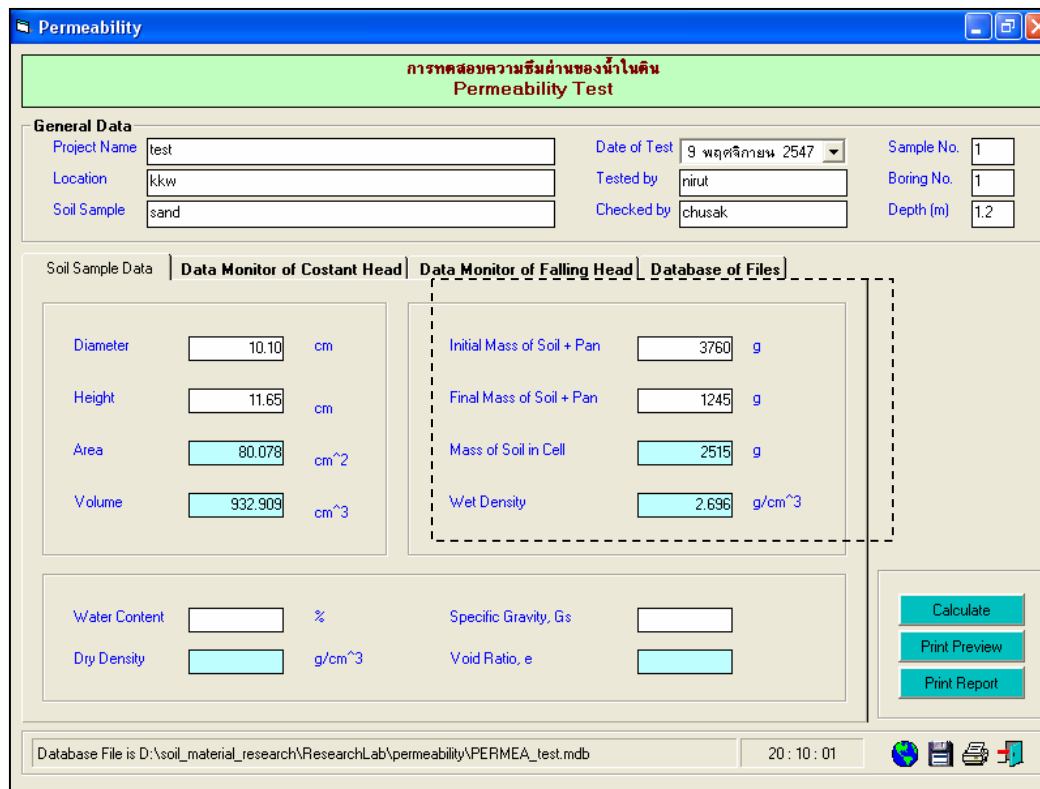 Permeability
การทดสอบความซึมผ่านของน้ำในดิน
Permeability Test
General Data
Project Name test Date of Test 9 พฤศจิกายน 2547 Sample No. 1
Location kkw Tested by nirut Boring No. 1
Soil Sample sand Checked by chusak Depth (m) 1.2
Soil Sample Data Data Monitor of Costant Head Data Monitor of Falling Head Database of Files
Diameter 10.10 cm Initial Mass of Soil + Pan 3760 g
Height 11.65 cm Final Mass of Soil + Pan 1245 g
Area 80.078 cm^2 Mass of Soil in Cell 2515 g
Volume 932.909 cm^3 Wet Density 2.696 g/cm^3
Water Content % Specific Gravity, Gs
Dry Density g/cm^3 Void Ratio, e
Calculate
Print Preview
Print Report
Database File is D:\soil_material_research\ResearchLab\permeability\PERMEA_test.mdb 20 : 10 : 01